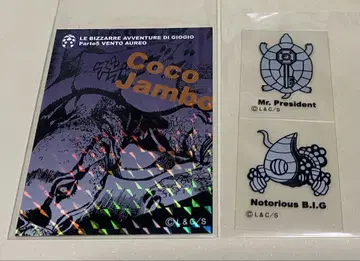 LE BIZZARRE AVVENTURE DI GIOGIO
Parte5 VENTO AUREO
Coco
Jambo
©L&C/S
Mr. President
©L&C/S
Notorious B.I.G
©L&C/S